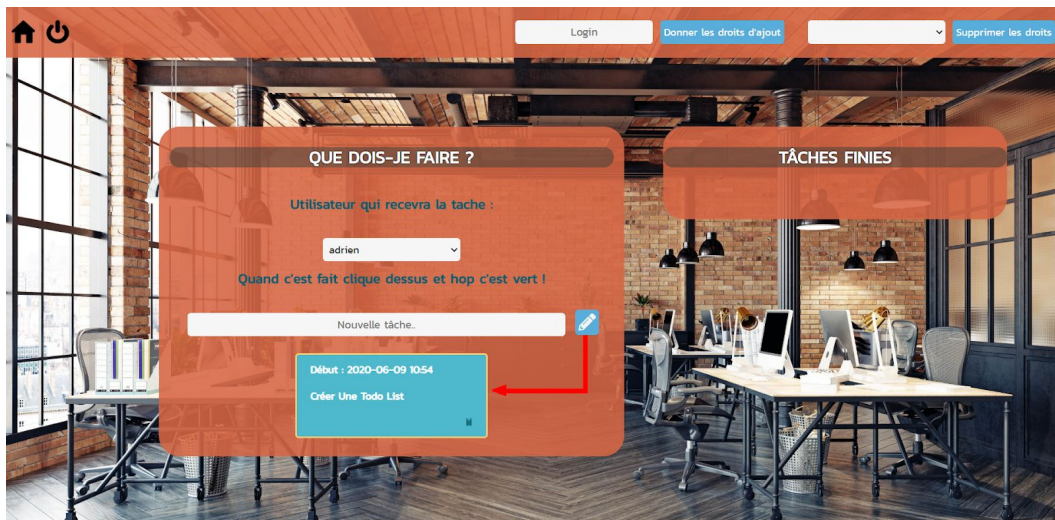 Login
Donner les droits d'ajout
Supprimer les droits
QUE DOIS-JE FAIRE ?
Utilisateur qui recevra la tache :
adrien
Quand c'est fait clique dessus et hop c'est vert !
Nouvelle tâche..
Début : 2020-06-09 10:54
Créer Une Todo List
TÂCHES FINIES